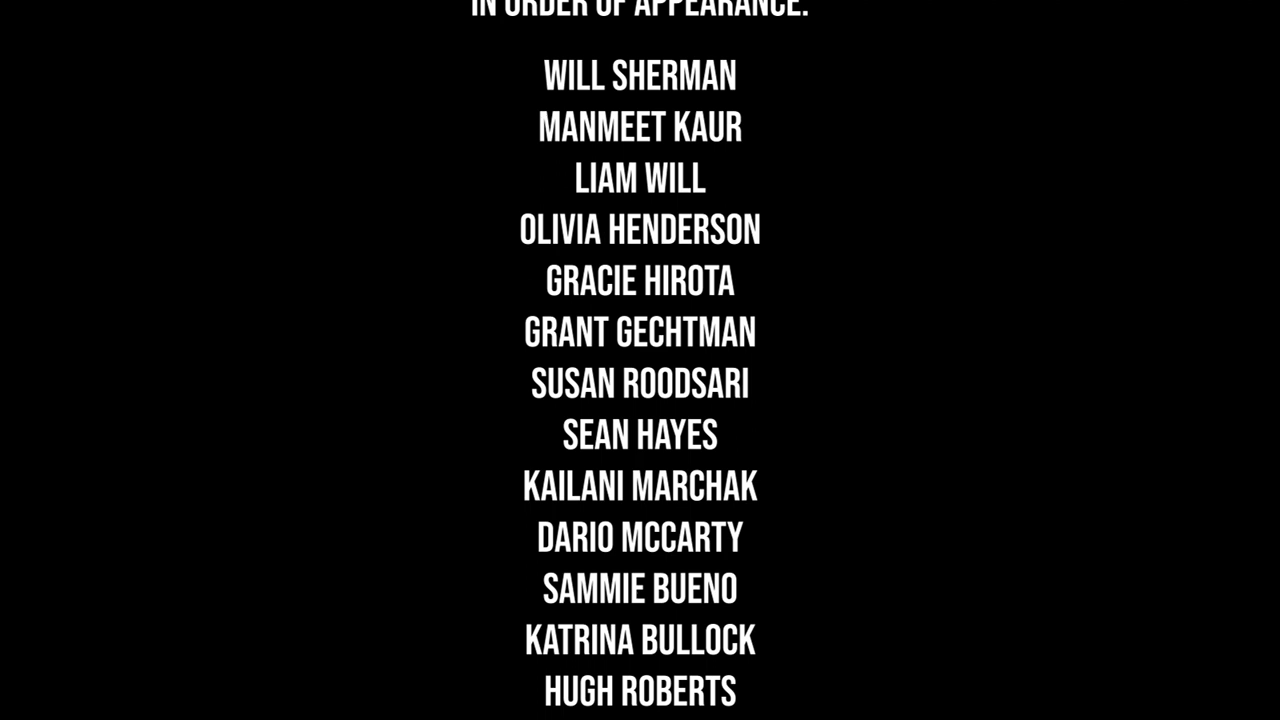 IN ORDER OF APPEARANCE:
WILL SHERMAN
MANMEET KAUR
LIAM WILL
OLIVIA HENDERSON
GRACIE HIROTA
GRANT GECHTMAN
SUSAN ROODSARI
SEAN HAYES
KAILANI MARCHAK
DARIO MCCARTY
SAMMIE BUENO
KATRINA BULLOCK
HUGH ROBERTS